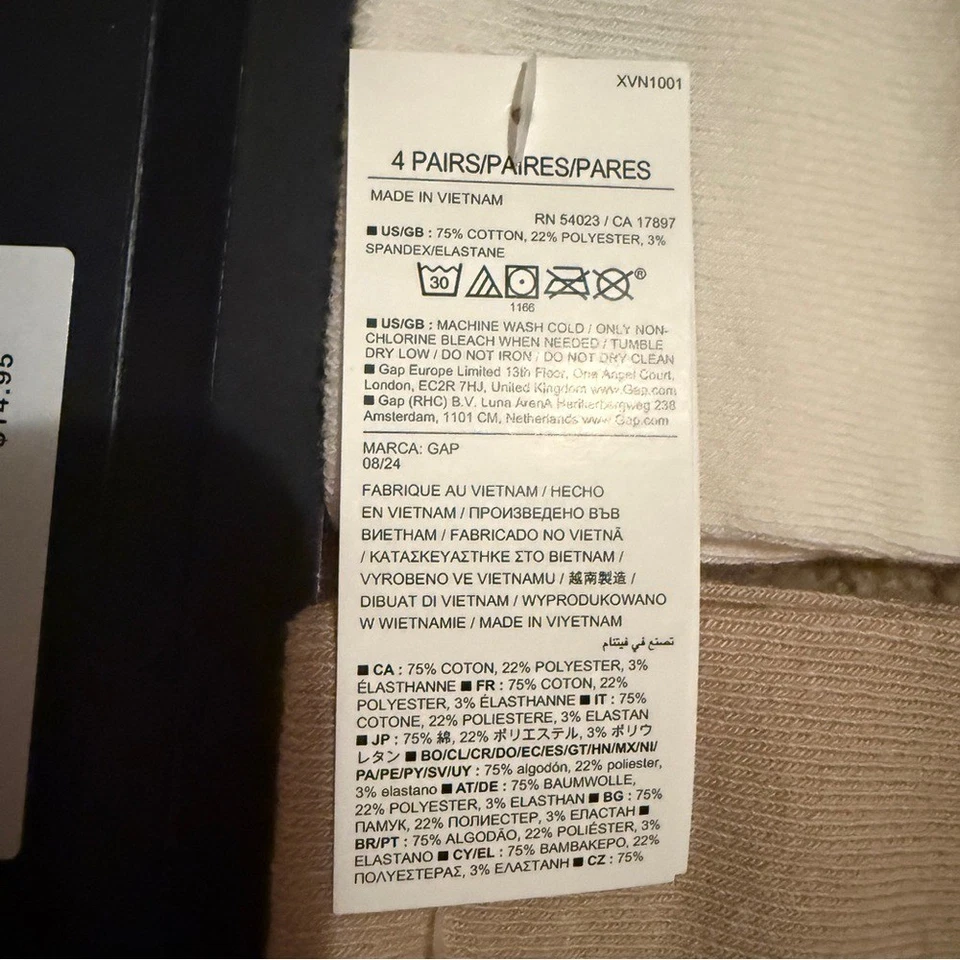 XVN1001
4 PAIRS/PAIRES/PARES
MADE IN VIETNAM
RN 54023 / CA 17897
■ US/GB : 75% COTTON, 22% POLYESTER, 3%
SPANDEX/ELASTANE
30
®
1166
■ US/GB : MACHINE WASH COLD / ONLY NON-
CHLORINE BLEACH WHEN NEEDED / TUMBLE
DRY LOW / DO NOT IRON / DO NOT DRY CLEAN
■ Gap Europe Limited 13th Floor, One Angel Court,
London, EC2R 7HJ, United Kingdom www.Gap.com
■ Gap (RHC) B.V. Luna ArenA Herikerbergweg 238
Amsterdam, 1101 CM, Netherlands www.Gap.com
MARCA: GAP
08/24
FABRIQUE AU VIETNAM / HECHO
EN VIETNAM / ПРОИЗВЕДЕНО ВЪВ
ВИЕТНАМ / FABRICADO NO VIETNÃ
/ ΚΑΤΑΣΚΕΥΑΣΤΗΚΕ ΣΤΟ ΒΙΕΤΝΑΜ /
VYROBENO VE VIETNAMU / 越南製造 /
DIBUAT DI VIETNAM / WYPRODUKOWANO
W WIETNAMIE / MADE IN VIYETNAM
تصنع في فيتنام
■ CA : 75% COTON, 22% POLYESTER, 3%
ÉLASTHANNE ■ FR : 75% COTON, 22%
POLYESTER, 3% ÉLASTHANNE ■ IT : 75%
COTONE, 22% POLIESTERE, 3% ELASTAN
■ JP : 75% 綿, 22% ポリエステル, 3% ポリウ
レタン ■ BO/CL/CR/DO/EC/ES/GT/HN/MX/NI/
PA/PE/PY/SV/UY : 75% algodón, 22% poliester,
3% elastano ■ AT/DE : 75% BAUMWOLLE,
22% POLYESTER, 3% ELASTHAN ■ BG : 75%
ПАМУК, 22% ПОЛИЕСТЕР, 3% ЕЛАСТАН ■
BR/PT : 75% ALGODÃO, 22% POLIÉSTER, 3%
ELASTANO ■ CY/EL : 75% ΒΑΜΒΑΚΕΡΟ, 22%
ΠΟΛΥΕΣΤΕΡΑΣ, 3% ΕΛΑΣΤΑΝΗ ■ CZ : 75%
$14.95